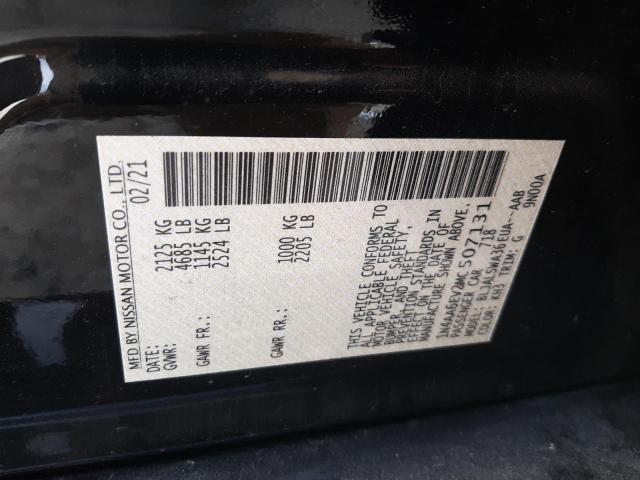 MFD BY NISSAN MOTOR CO., LTD.
DATE: 02/21
GVWR: 2125 KG
4685 LB
GAWR FR.: 1145 KG
2524 LB
GAWR RR.: 1000 KG
2205 LB
THIS VEHICLE CONFORMS TO
ALL APPLICABLE FEDERAL
MOTOR VEHICLE SAFETY,
BUMPER, AND THEFT
PREVENTION STANDARDS IN
EFFECT ON THE DATE OF
MANUFACTURE SHOWN ABOVE.
1N4AA6EV2MC507131
PASSENGER CAR 718
MODEL: BLJALSWA36EUA--AAB
COLOR: KH3 TRIM: G 9N00A